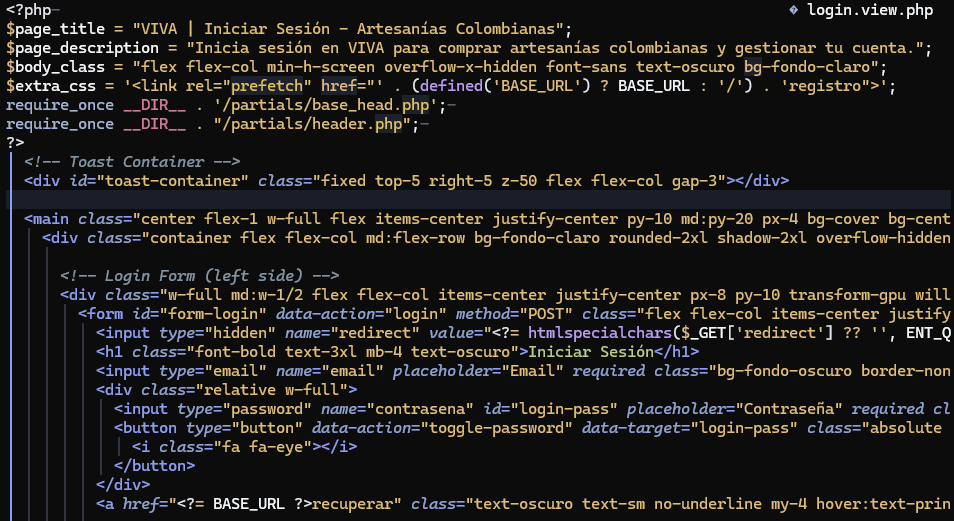 <?php
login.view.php
$page_title = "VIVA | Iniciar Sesión - Artesanías Colombianas";
$page_description = "Inicia sesión en VIVA para comprar artesanías colombianas y gestionar tu cuenta.";
$body_class = "flex flex-col min-h-screen overflow-x-hidden font-sans text-oscuro bg-fondo-claro";
$extra_css = '<link rel="prefetch" href="' . (defined('BASE_URL') ? BASE_URL : '/') . 'registro">';
require_once __DIR__ . '/partials/base_head.php';
require_once __DIR__ . "/partials/header.php";
?>
<!-- Toast Container -->
<div id="toast-container" class="fixed top-5 right-5 z-50 flex flex-col gap-3"></div>
<main class="center flex-1 w-full flex items-center justify-center py-10 md:py-20 px-4 bg-cover bg-cent
<div class="container flex flex-col md:flex-row bg-fondo-claro rounded-2xl shadow-2xl overflow-hidden
<!-- Login Form (left side) -->
<div class="w-full md:w-1/2 flex flex-col items-center justify-center px-8 py-10 transform-gpu will
<form id="form-login" data-action="login" method="POST" class="flex flex-col items-center justify
<input type="hidden" name="redirect" value="<?= htmlspecialchars($_GET['redirect'] ?? '', ENT_Q
<h1 class="font-bold text-3xl mb-4 text-oscuro">Iniciar Sesión</h1>
<input type="email" name="email" placeholder="Email" required class="bg-fondo-oscuro border-non
<div class="relative w-full">
<input type="password" name="contrasena" id="login-pass" placeholder="Contraseña" required cl
<button type="button" data-action="toggle-password" data-target="login-pass" class="absolute
<i class="fa fa-eye"></i>
</button>
</div>
<a href="<?= BASE_URL ?>recuperar" class="text-oscuro text-sm no-underline my-4 hover:text-prin